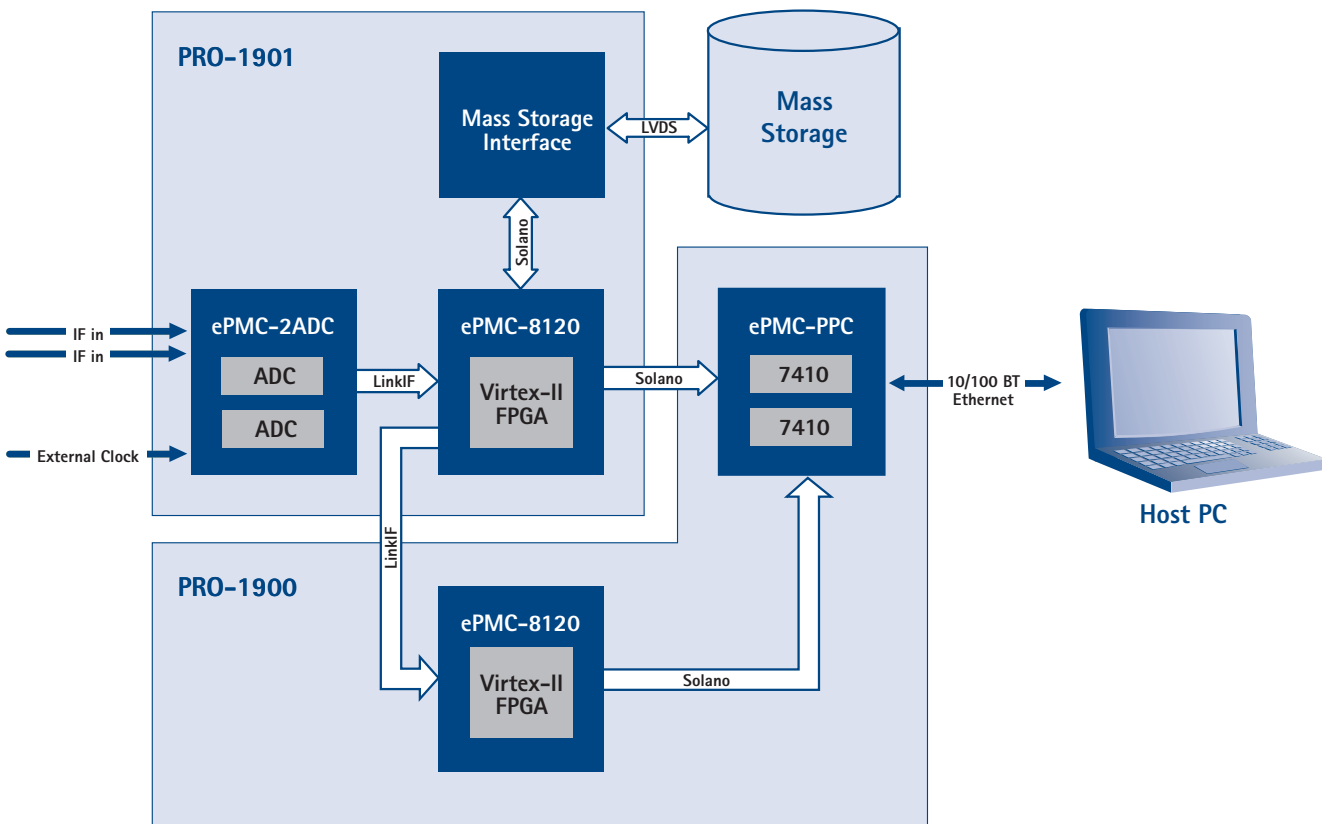 PRO-1901
Mass Storage
Interface
LVDS
Mass
Storage
Solano
IF in
IF in
External Clock
ePMC-2ADC
ADC
ADC
LinkIF
ePMC-8120
Virtex-II
FPGA
Solano
ePMC-PPC
7410
7410
10/100 BT
Ethernet
Host PC
LinkIF
PRO-1900
ePMC-8120
Virtex-II
FPGA
Solano